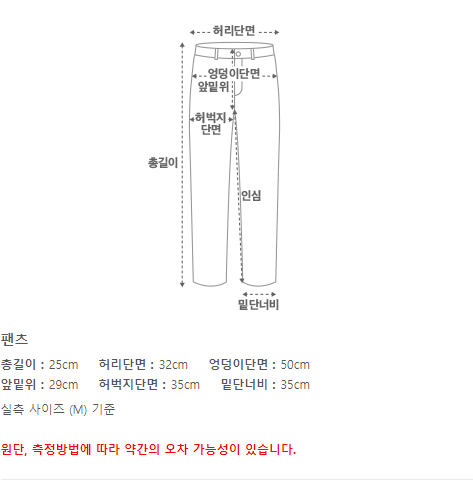 허리단면
엉덩이단면
앞밑위
허벅지
단면
총길이
인심
밑단너비
팬츠
총길이 : 25cm 허리단면 : 32cm 엉덩이단면 : 50cm
앞밑위 : 29cm 허벅지단면 : 35cm 밑단너비 : 35cm
실측 사이즈 (M) 기준
원단, 측정방법에 따라 약간의 오차 가능성이 있습니다.